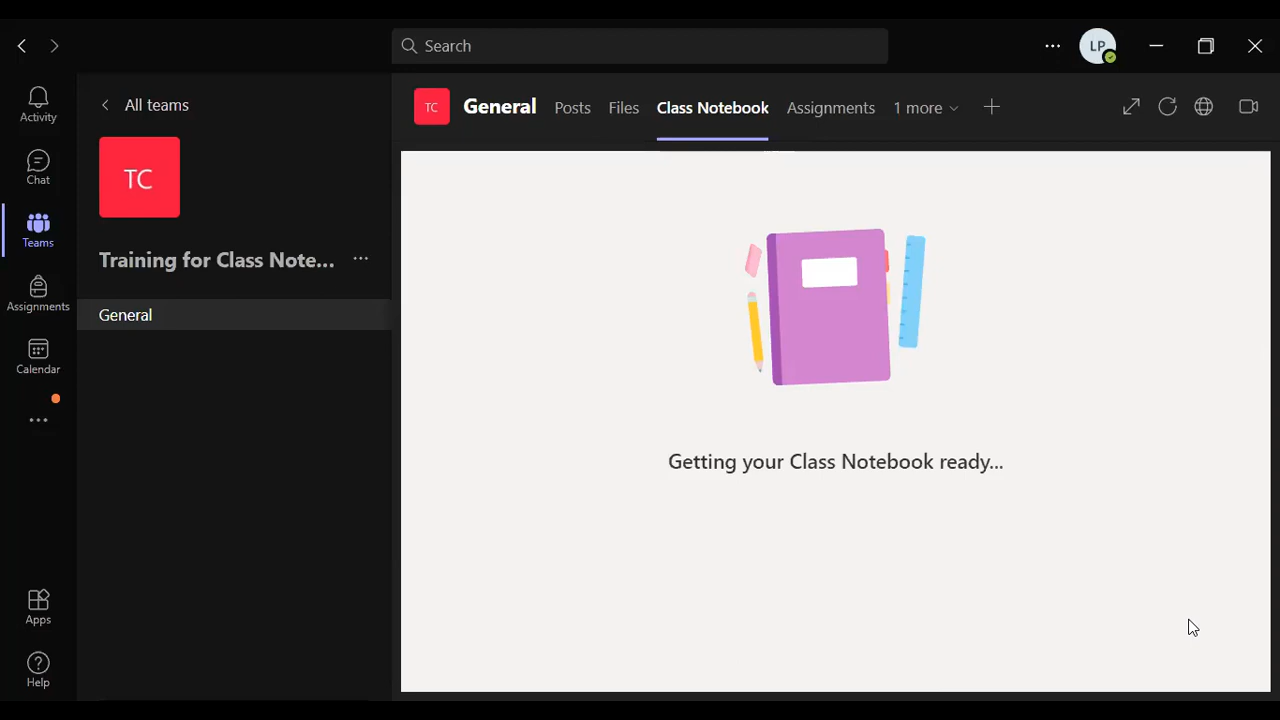 Search
LP
Activity
Chat
Teams
Assignments
Calendar
Apps
Help
All teams
TC
Training for Class Note...
General
TC
General
Posts
Files
Class Notebook
Assignments
1 more
Getting your Class Notebook ready...